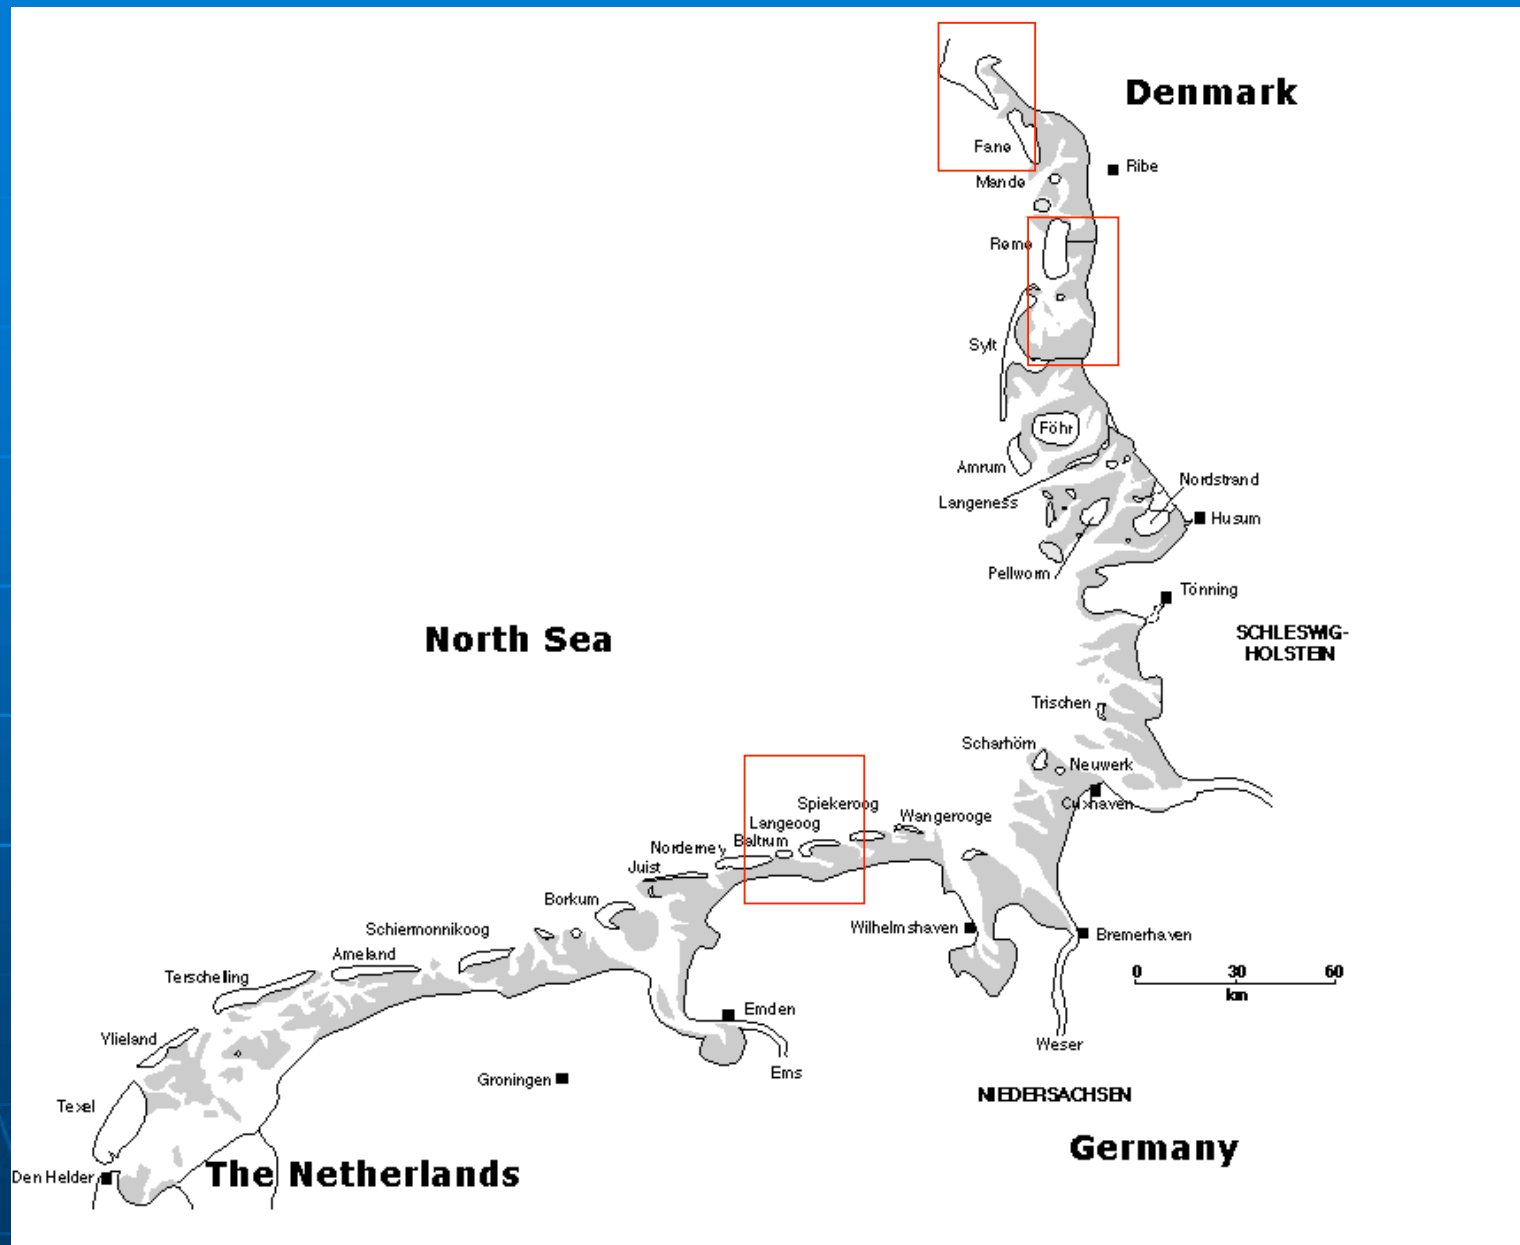 Denmark
Fanø
Ribe
Mandø
Rømø
Sylt
Föhr
Amrum
Langeness
Nordstrand
Husum
Pellworm
Tönning
North Sea
SCHLESWIG-
HOLSTEIN
Trischen
Scharhörn
Neuwerk
Cuxhaven
Spiekeroog
Wangerooge
Langeoog
Baltrum
Norderney
Juist
Borkum
Wilhelmshaven
Bremerhaven
Schiermonnikoog
Ameland
Terschelling
0 30 60
km
Emden
Vlieland
Weser
Ems
Groningen
NIEDERSACHSEN
Texel
Germany
The Netherlands
Den Helder